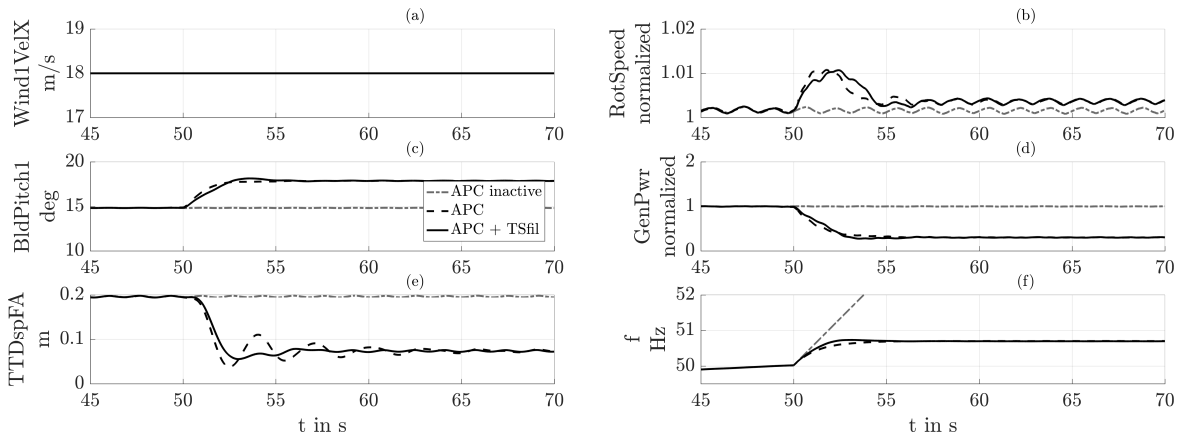 (a)
Wind1VelX
m/s
19
18
17
45 50 55 60 65 70
(b)
RotSpeed
normalized
1.02
1.01
1
45 50 55 60 65 70
(c)
BldPitch1
deg
20
15
10
45 50 55 60 65 70
APC inactive
APC
APC + TSfil
(d)
GenPwr
normalized
2
1
0
45 50 55 60 65 70
(e)
TTDspFA
m
0.2
0.1
0
45 50 55 60 65 70
t in s
(f)
f
Hz
52
51
50
45 50 55 60 65 70
t in s